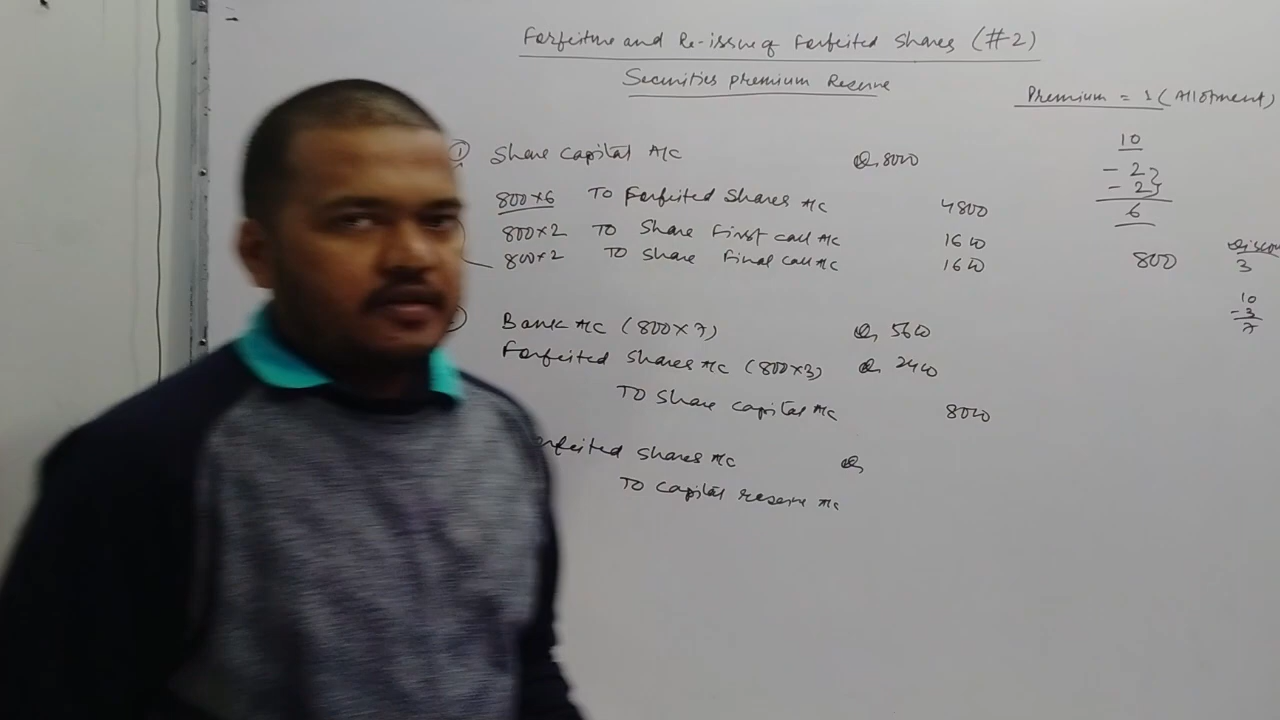 Forfeiture and Re-issue of Forfeited Shares (#2)
Securities premium Reserve
Premium = 1 (Allotment)
① Share Capital A/c Dr, 8000
800×6 To Forfeited Shares A/c 4800
800×2 To Share First call A/c 1600
800×2 To Share Final call A/c 1600
Bank A/c (800×7) Dr, 5600
Forfeited Shares A/c (800×3) Dr, 2400
To Share capital A/c 8000
Forfeited Shares A/c Dr,
To Capital reserve A/c
10
- 2
- 2
6
800 3
10
-3
7